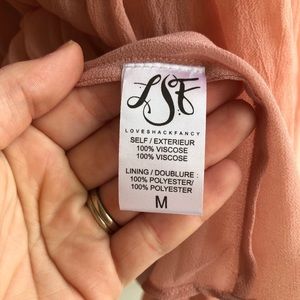 LSF
LOVESHACKFANCY
SELF / EXTERIEUR
100% VISCOSE
100% VISCOSE
LINING / DOUBLURE :
100% POLYESTER/
100% POLYESTER
M